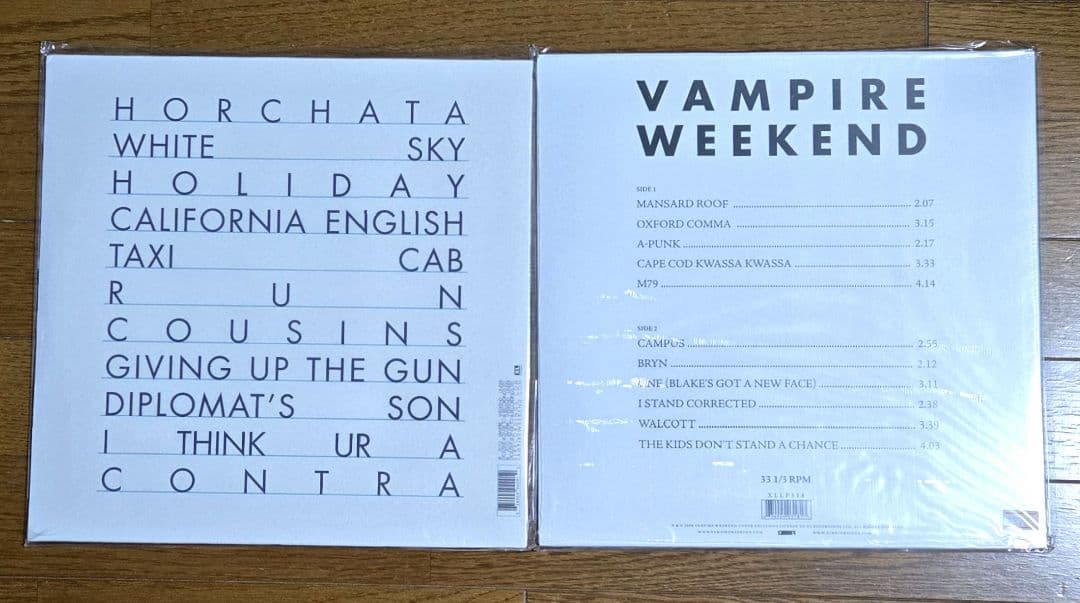 HORCHATA
WHITE SKY
HOLIDAY
CALIFORNIA ENGLISH
TAXI CAB
RUN
COUSINS
GIVING UP THE GUN
DIPLOMAT'S SON
I THINK UR A
CONTRA
VAMPIRE
WEEKEND
SIDE 1
MANSARD ROOF 2.07
OXFORD COMMA 3.15
A-PUNK 2.17
CAPE COD KWASSA KWASSA 3.33
M79 4.14
SIDE 2
CAMPUS 2.55
BRYN 2.12
ONE (BLAKE'S GOT A NEW FACE) 3.11
I STAND CORRECTED 2.38
WALCOTT 3.39
THE KIDS DON'T STAND A CHANCE 4.03
33 1/3 RPM
XLLP318